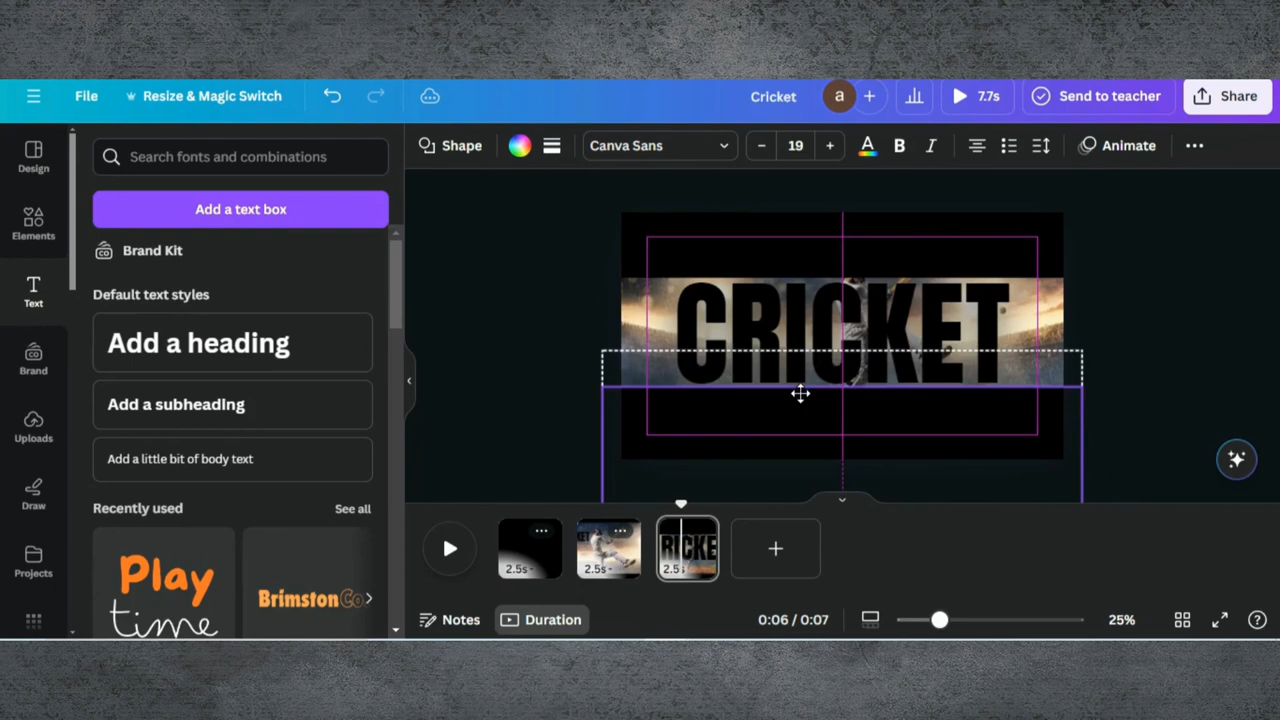 File
Resize & Magic Switch
Cricket
a
7.7s
Send to teacher
Share
Design
Elements
Text
Brand
Uploads
Draw
Projects
Search fonts and combinations
Add a text box
Brand Kit
Default text styles
Add a heading
Add a subheading
Add a little bit of body text
Recently used
See all
Play
time
Shape
Canva Sans
19
A
B
I
Animate
CRICKET
2.5s
2.5s
RICKE
2.5
Notes
Duration
0:06 / 0:07
25%